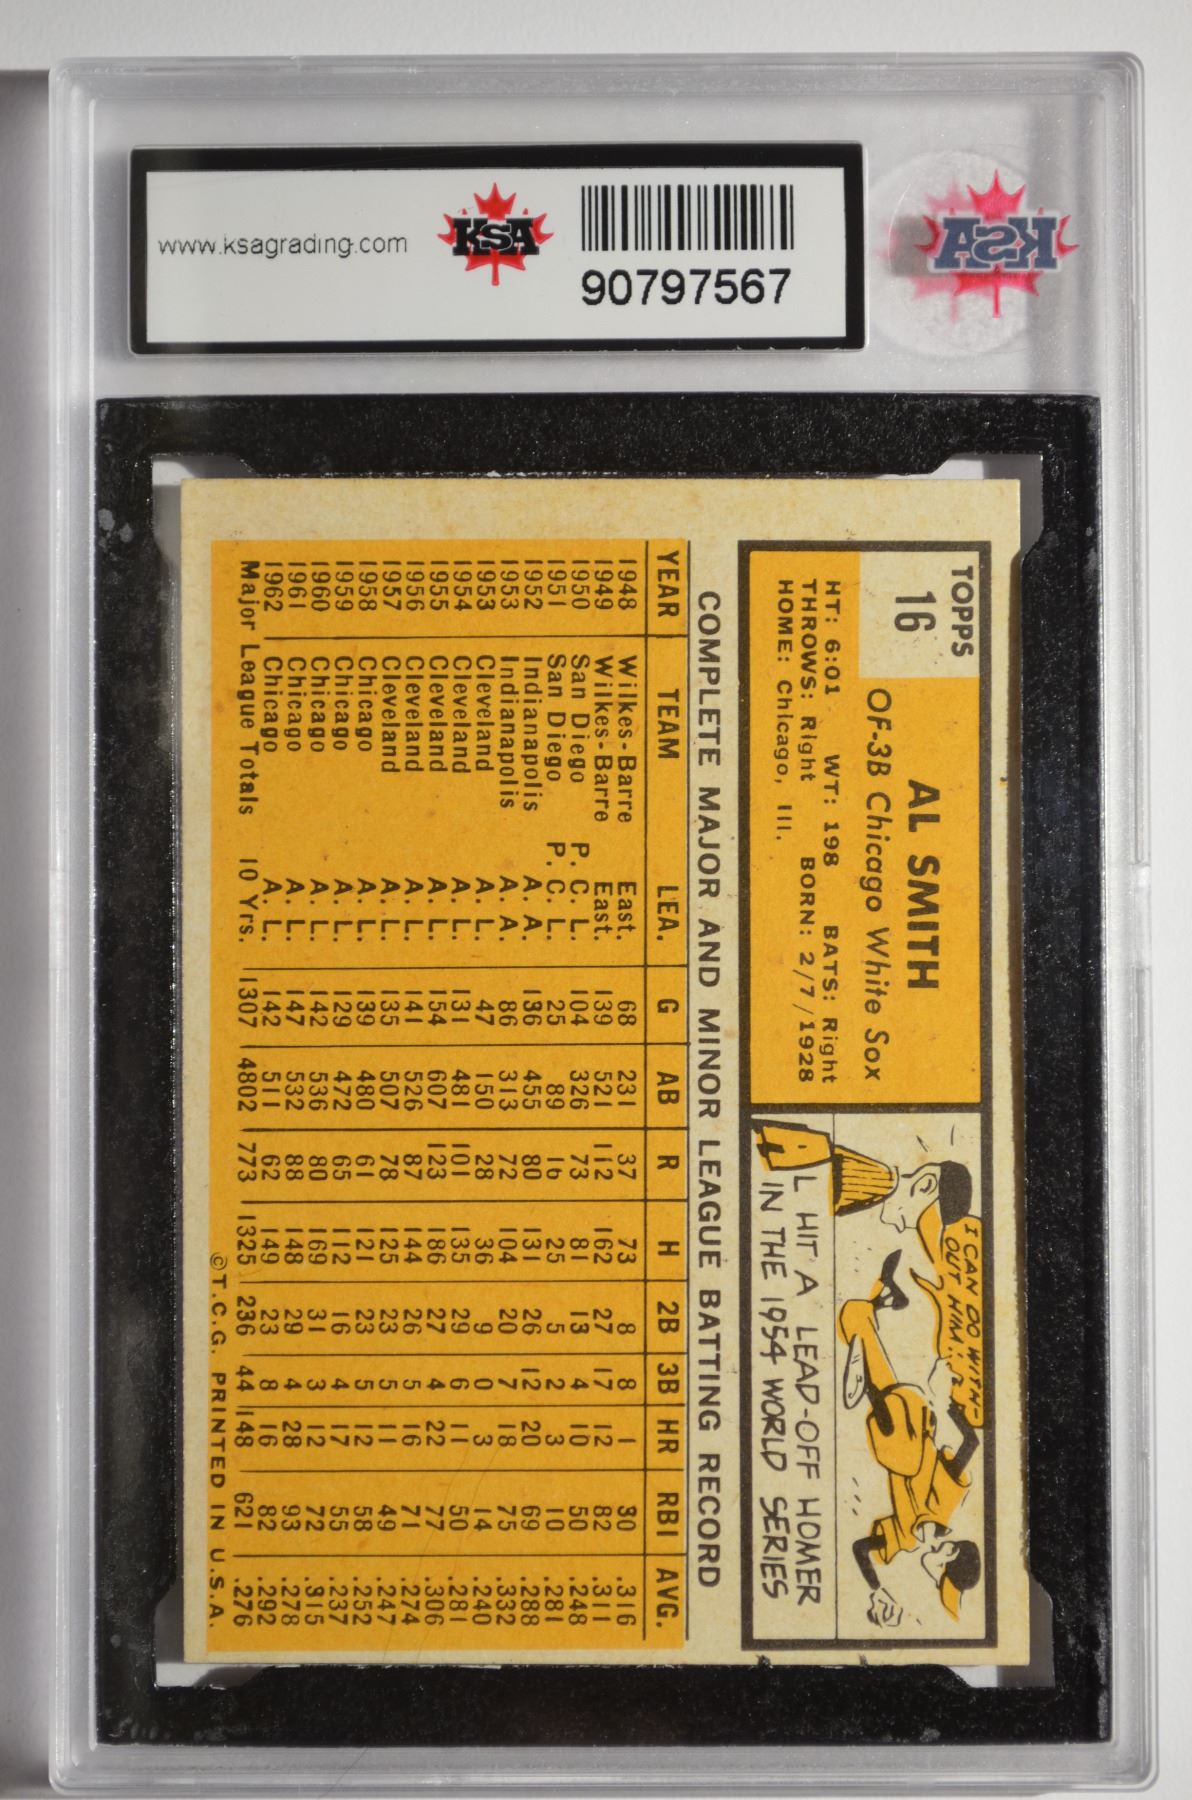 www.ksagrading.com
KSA
90797567
KSA
TOPPS
16
AL SMITH
OF-3B Chicago White Sox
HT: 6:01 WT: 198 BATS: Right
THROWS: Right BORN: 2/7/1928
HOME: Chicago, Ill.
I CAN DO WITH-
OUT HIM!
HIT A LEAD-OFF HOMER
IN THE 1954 WORLD SERIES
COMPLETE MAJOR AND MINOR LEAGUE BATTING RECORD
YEAR TEAM LEA. G AB R H 2B 3B HR RBI AVG.
1948 Wilkes-Barre East. 68 231 37 73 8 8 1 30 .316
1949 Wilkes-Barre East. 139 521 112 162 27 17 12 82 .311
1950 San Diego P. C. L. 104 326 73 81 13 4 10 50 .248
1951 San Diego P. C. L. 25 89 16 25 5 2 3 10 .281
1952 Indianapolis A. A. 136 455 80 131 26 12 20 69 .288
1953 Indianapolis A. A. 86 313 72 104 20 7 18 75 .332
1953 Cleveland A. L. 47 150 28 36 9 0 3 14 .240
1954 Cleveland A. L. 131 481 101 135 29 6 11 50 .281
1955 Cleveland A. L. 154 607 123 186 27 4 22 77 .306
1956 Cleveland A. L. 141 526 87 144 26 5 16 71 .274
1957 Cleveland A. L. 135 507 78 125 23 5 11 49 .247
1958 Chicago A. L. 139 480 61 121 23 5 12 58 .252
1959 Chicago A. L. 129 472 65 112 16 4 17 55 .237
1960 Chicago A. L. 142 536 80 169 31 3 12 72 .315
1961 Chicago A. L. 147 532 88 148 29 4 28 93 .278
1962 Chicago A. L. 142 511 62 149 23 8 16 82 .292
Major League Totals 10 Yrs. 1307 4802 773 1325 236 44 148 621 .276
© T.C.G. PRINTED IN U.S.A.